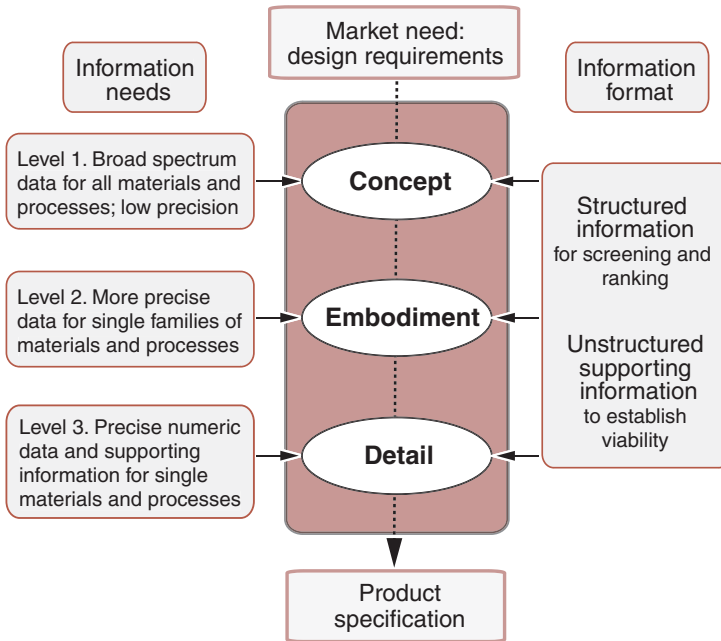 Market need:
design requirements
Information
needs
Information
format
Level 1. Broad spectrum
data for all materials and
processes; low precision
Concept
Structured
information
for screening and
ranking
Level 2. More precise
data for single families of
materials and processes
Embodiment
Unstructured
supporting
information
to establish
viability
Level 3. Precise numeric
data and supporting
information for single
materials and processes
Detail
Product
specification